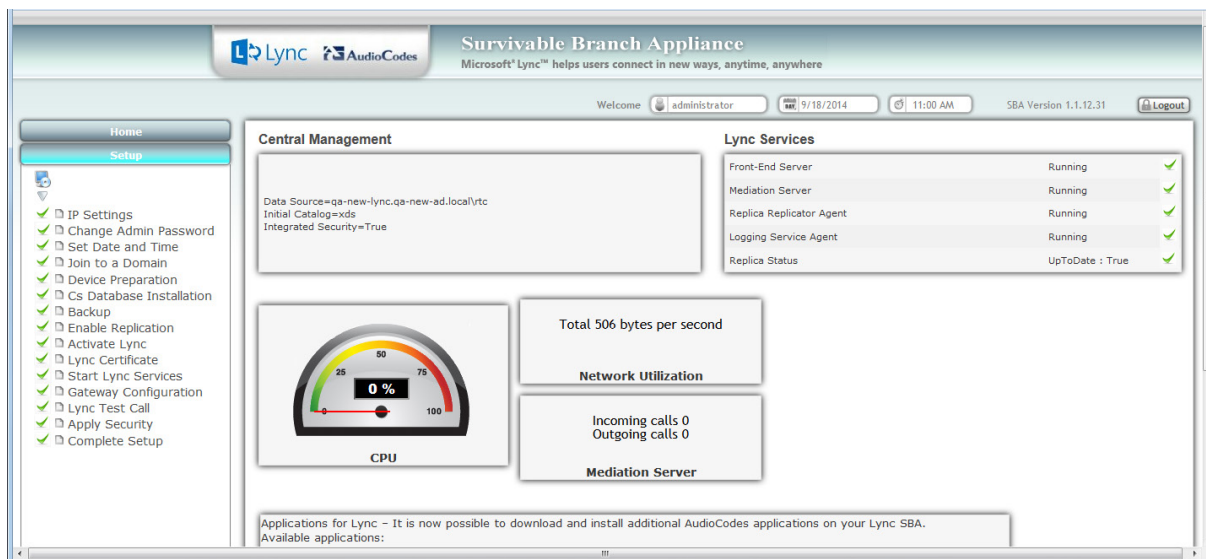 Lync AudioCodes
Survivable Branch Appliance
Microsoft® Lync™ helps users connect in new ways, anytime, anywhere
Welcome administrator 9/18/2014 11:00 AM SBA Version 1.1.12.31 Logout
Home
Setup
IP Settings
Change Admin Password
Set Date and Time
Join to a Domain
Device Preparation
Cs Database Installation
Backup
Enable Replication
Activate Lync
Lync Certificate
Start Lync Services
Gateway Configuration
Lync Test Call
Apply Security
Complete Setup
Central Management
Data Source=qa-new-lync.qa-new-ad.local\rtc
Initial Catalog=xds
Integrated Security=True
Lync Services
Front-End Server Running
Mediation Server Running
Replica Replicator Agent Running
Logging Service Agent Running
Replica Status UpToDate : True
50
25 75
0 %
0 100
CPU
Total 506 bytes per second
Network Utilization
Incoming calls 0
Outgoing calls 0
Mediation Server
Applications for Lync – It is now possible to download and install additional AudioCodes applications on your Lync SBA.
Available applications: